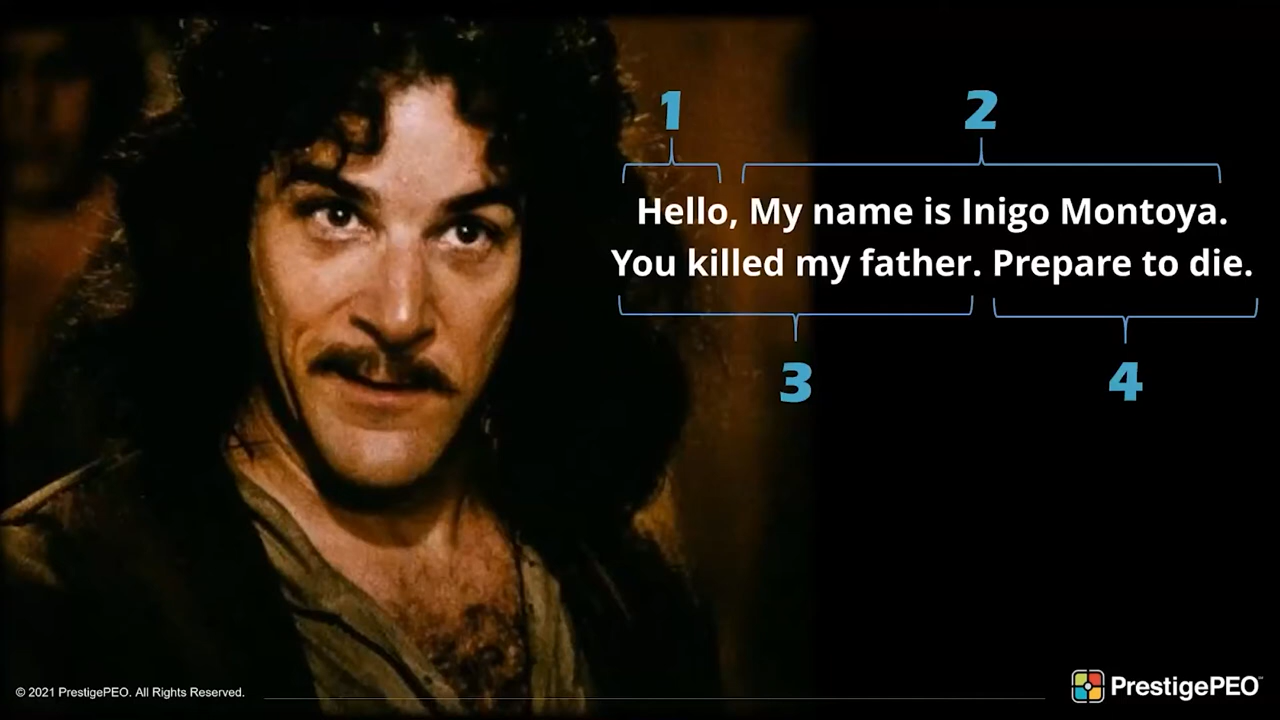 1 2
Hello, My name is Inigo Montoya.
You killed my father. Prepare to die.
3 4
© 2021 PrestigePEO. All Rights Reserved.
PrestigePEO™